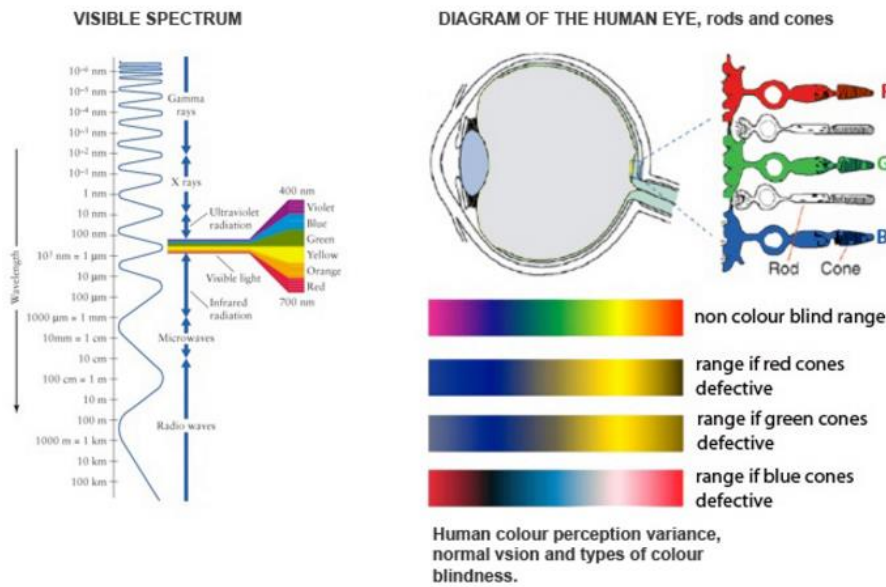 VISIBLE SPECTRUM
10⁻⁶ nm
10⁻⁵ nm
10⁻⁴ nm
10⁻³ nm
10⁻² nm
10⁻¹ nm
1 nm
10 nm
100 nm
10³ nm = 1 µm
10 µm
100 µm
1000 µm = 1 mm
10mm = 1 cm
10 cm
100 cm = 1 m
10 m
100 m
1000 m = 1 km
10 km
100 km
Wavelength
Gamma
rays
X rays
Ultraviolet
radiation
Visible light
Infrared
radiation
Microwaves
Radio waves
400 nm
Violet
Blue
Green
Yellow
Orange
Red
700 nm
DIAGRAM OF THE HUMAN EYE, rods and cones
G
B
Rod Cone
non colour blind range
range if red cones
defective
range if green cones
defective
range if blue cones
defective
Human colour perception variance,
normal vsion and types of colour
blindness.